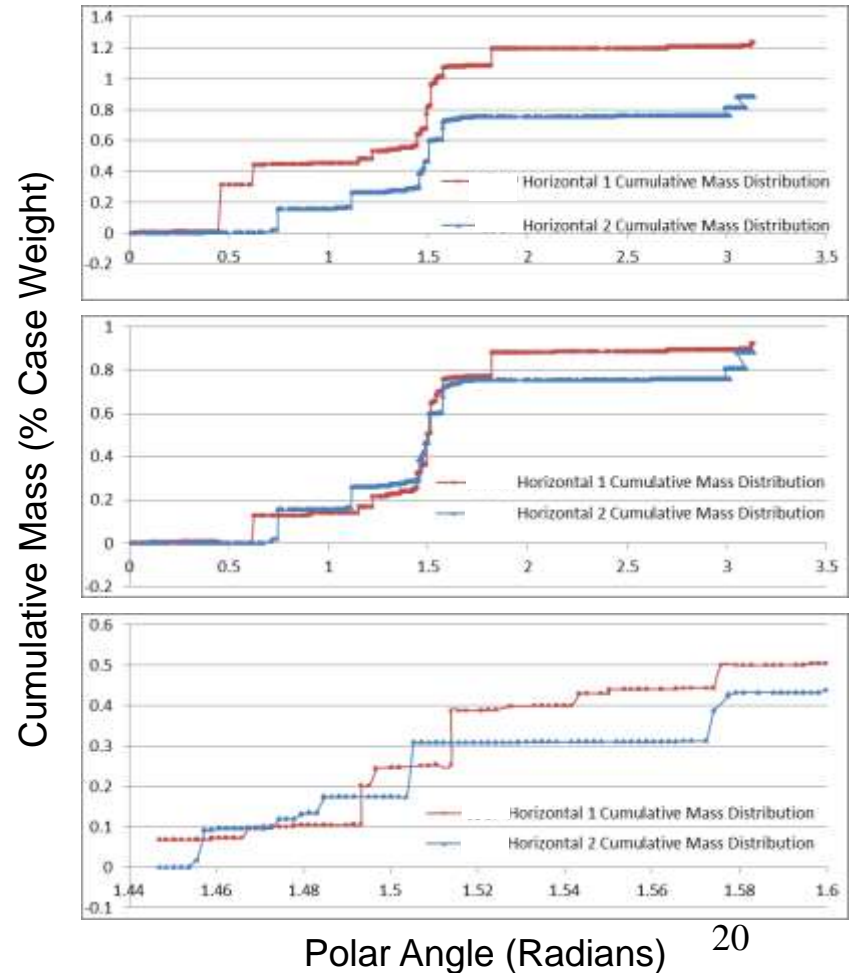 Cumulative Mass (% Case Weight)
1.4
1.2
1
0.8
0.6
0.4
0.2
0
-0.2
Horizontal 1 Cumulative Mass Distribution
Horizontal 2 Cumulative Mass Distribution
0 0.5 1 1.5 2 2.5 3 3.5
1
0.8
0.6
0.4
0.2
0
-0.2
Horizontal 1 Cumulative Mass Distribution
Horizontal 2 Cumulative Mass Distribution
0 0.5 1 1.5 2 2.5 3 3.5
0.6
0.5
0.4
0.3
0.2
0.1
0
-0.1
Horizontal 1 Cumulative Mass Distribution
Horizontal 2 Cumulative Mass Distribution
1.44 1.46 1.48 1.5 1.52 1.54 1.56 1.58 1.6
Polar Angle (Radians)
20